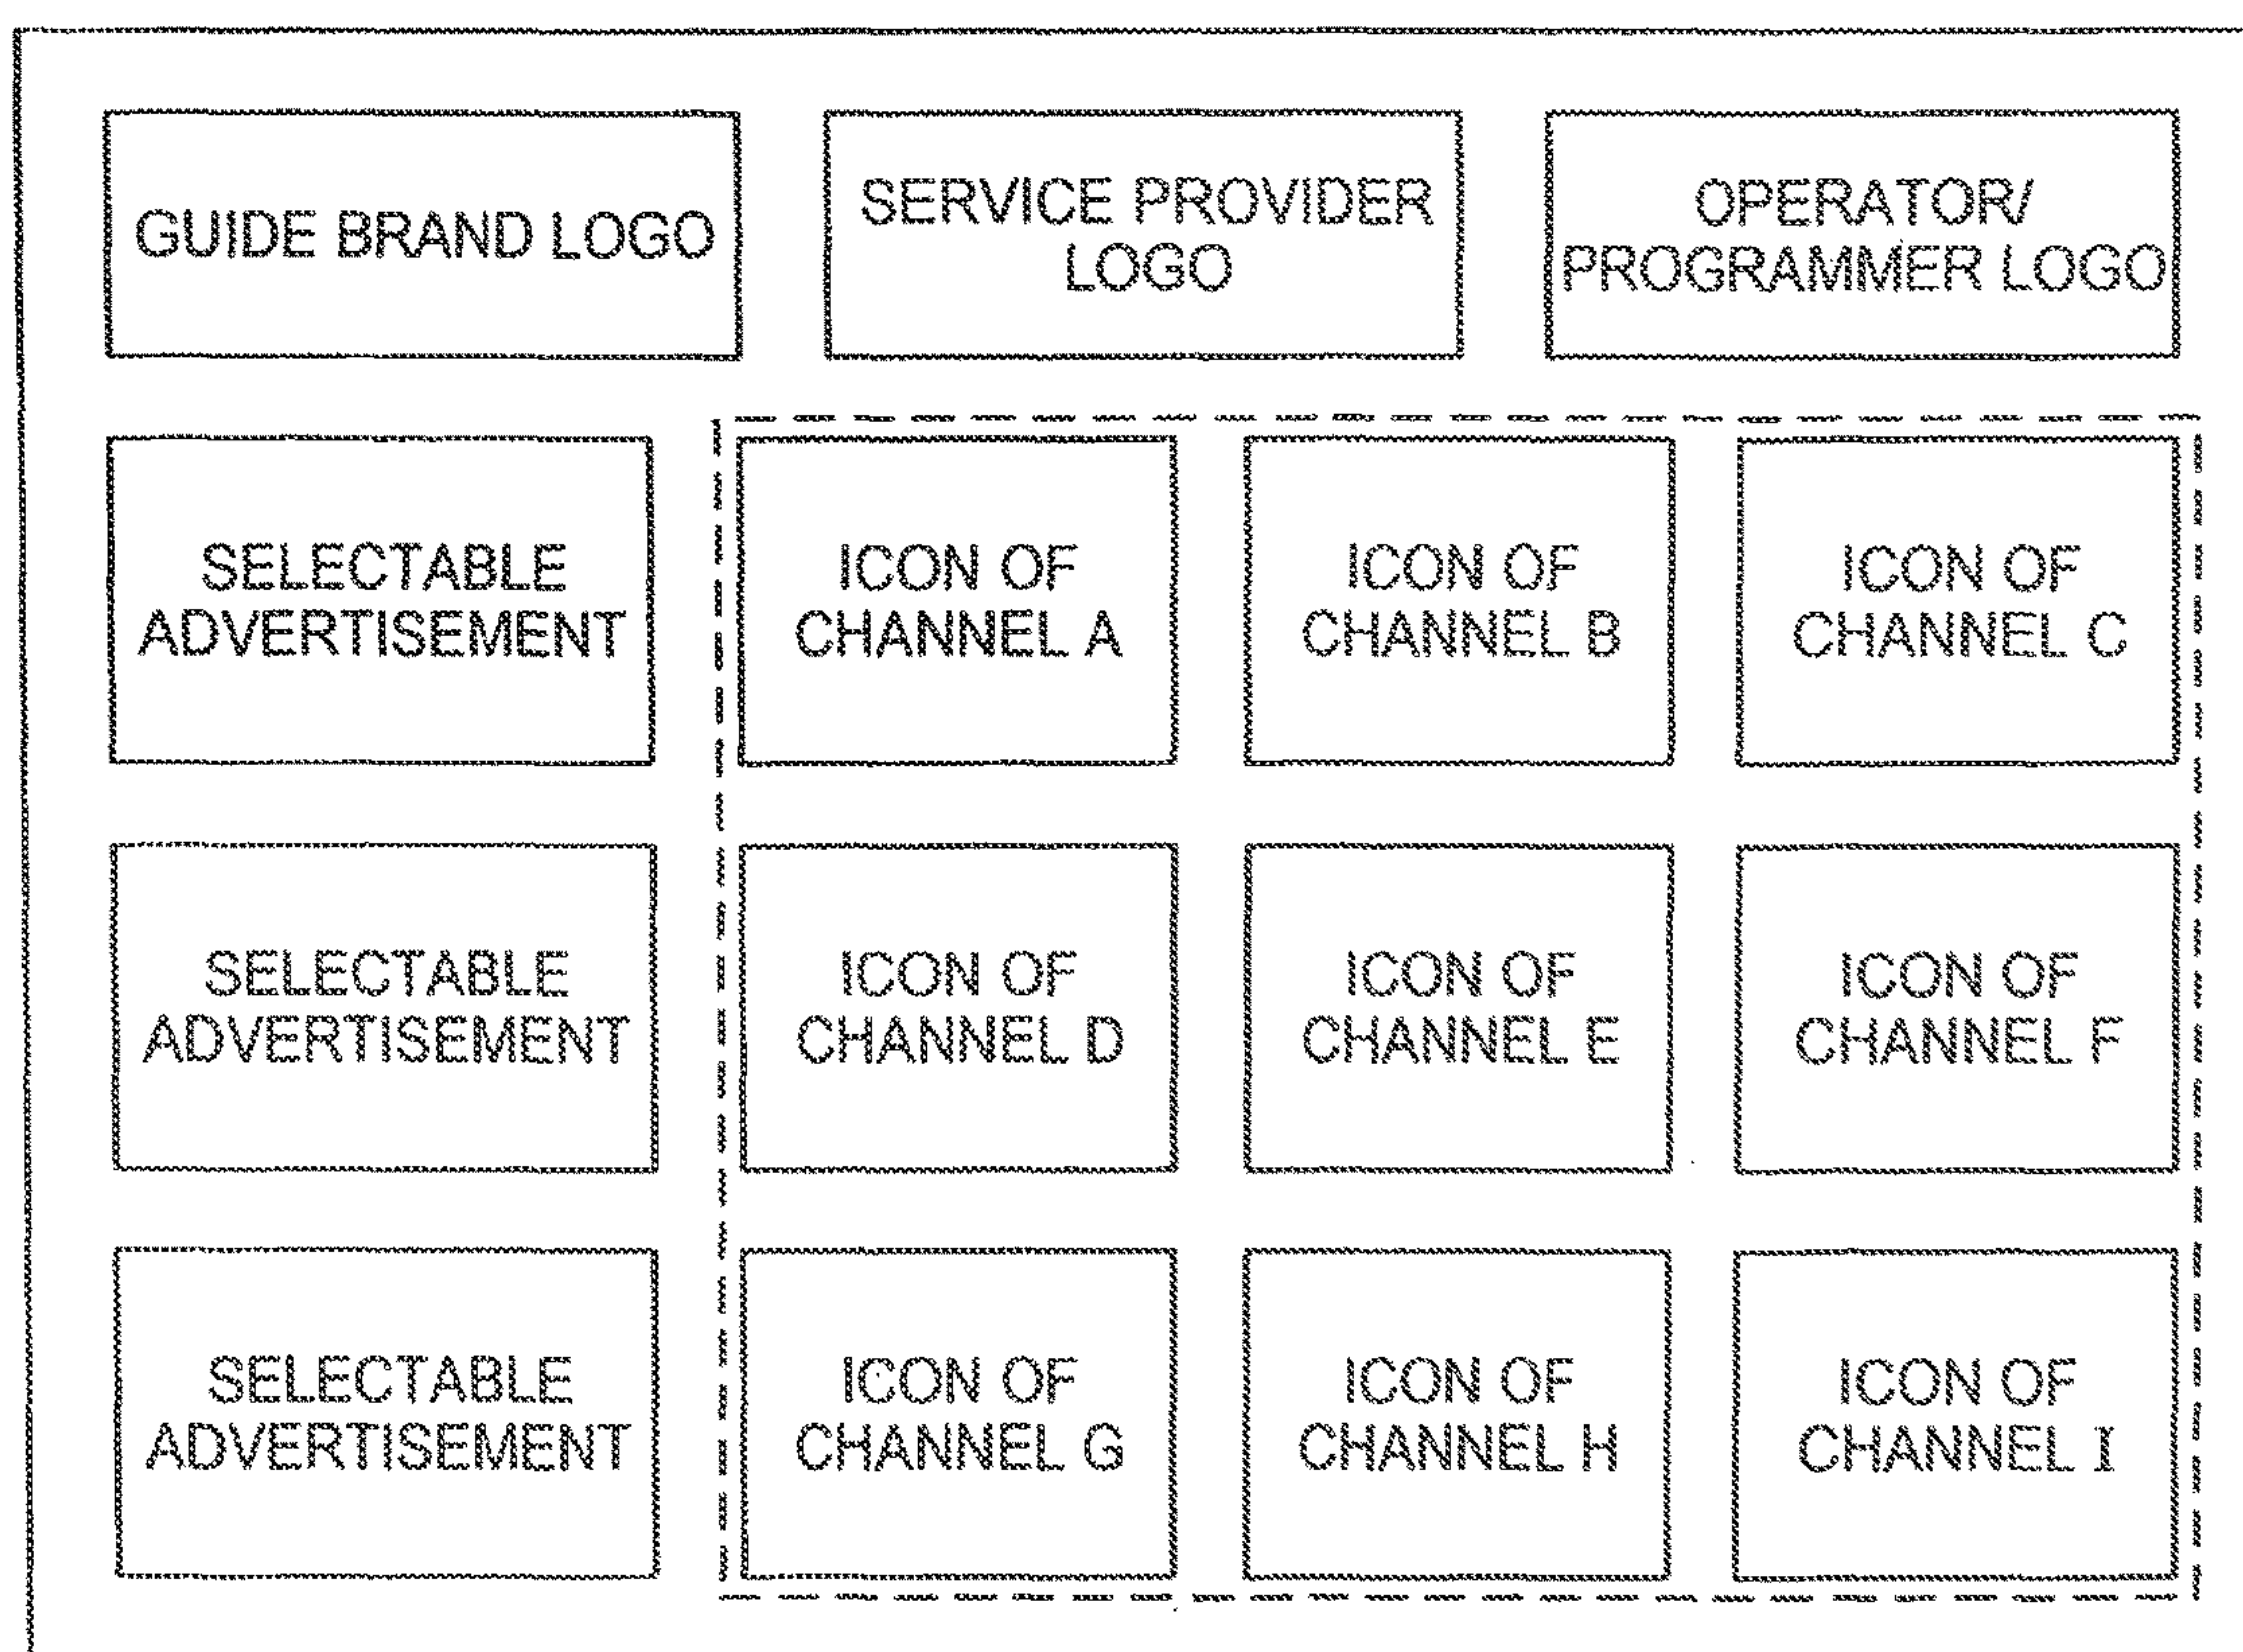 GUIDE BRAND LOGO
SERVICE PROVIDER
LOGO
OPERATOR/
PROGRAMMER LOGO
SELECTABLE
ADVERTISEMENT
ICON OF
CHANNEL A
ICON OF
CHANNEL B
ICON OF
CHANNEL C
SELECTABLE
ADVERTISEMENT
ICON OF
CHANNEL D
ICON OF
CHANNEL E
ICON OF
CHANNEL F
SELECTABLE
ADVERTISEMENT
ICON OF
CHANNEL G
ICON OF
CHANNEL H
ICON OF
CHANNEL I